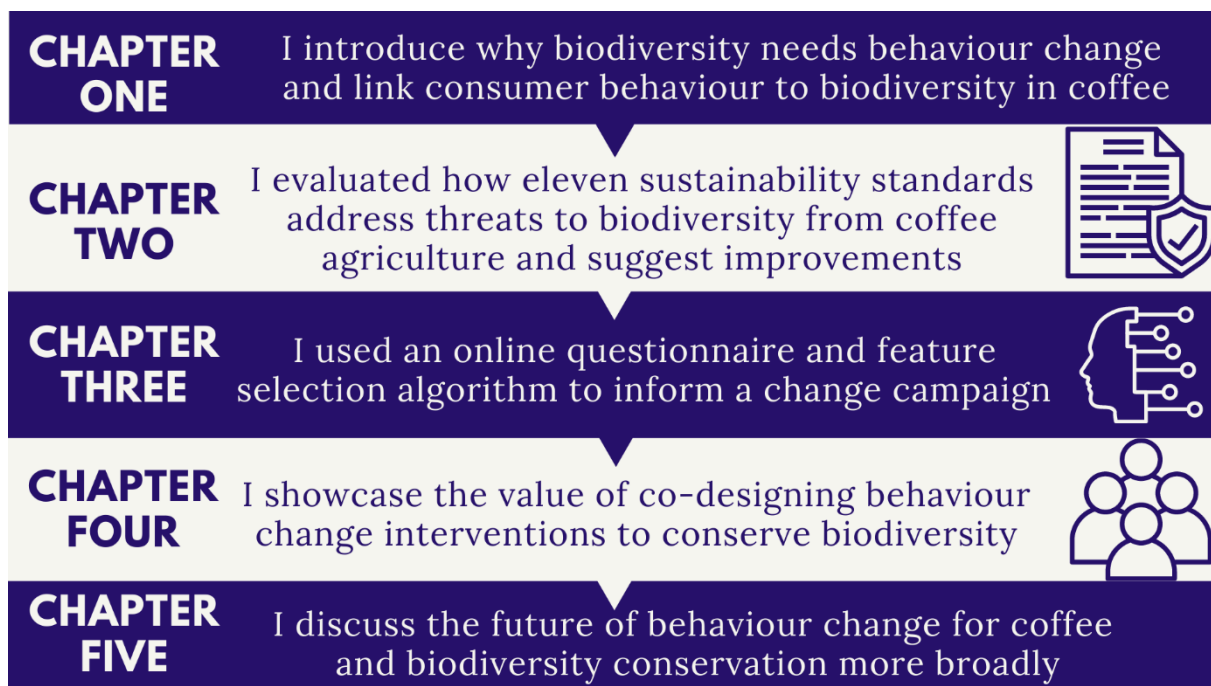 CHAPTER
ONE
I introduce why biodiversity needs behaviour change
and link consumer behaviour to biodiversity in coffee
CHAPTER
TWO
I evaluated how eleven sustainability standards
address threats to biodiversity from coffee
agriculture and suggest improvements
CHAPTER
THREE
I used an online questionnaire and feature
selection algorithm to inform a change campaign
CHAPTER
FOUR
I showcase the value of co-designing behaviour
change interventions to conserve biodiversity
CHAPTER
FIVE
I discuss the future of behaviour change for coffee
and biodiversity conservation more broadly